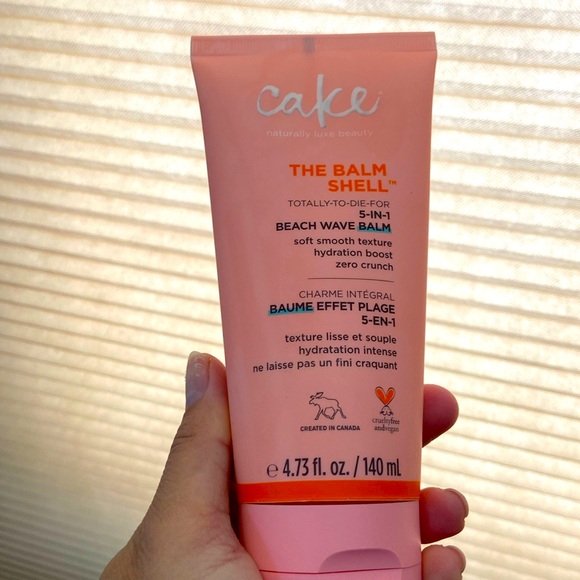 cake
naturally luxe beauty
THE BALM
SHELL™
TOTALLY-TO-DIE-FOR
5-IN-1
BEACH WAVE BALM
soft smooth texture
hydration boost
zero crunch
CHARME INTÉGRAL
BAUME EFFET PLAGE
5-EN-1
texture lisse et souple
hydratation intense
ne laisse pas un fini craquant
CREATED IN CANADA
crueltyfree
andvegan
℮ 4.73 fl. oz. / 140 mL